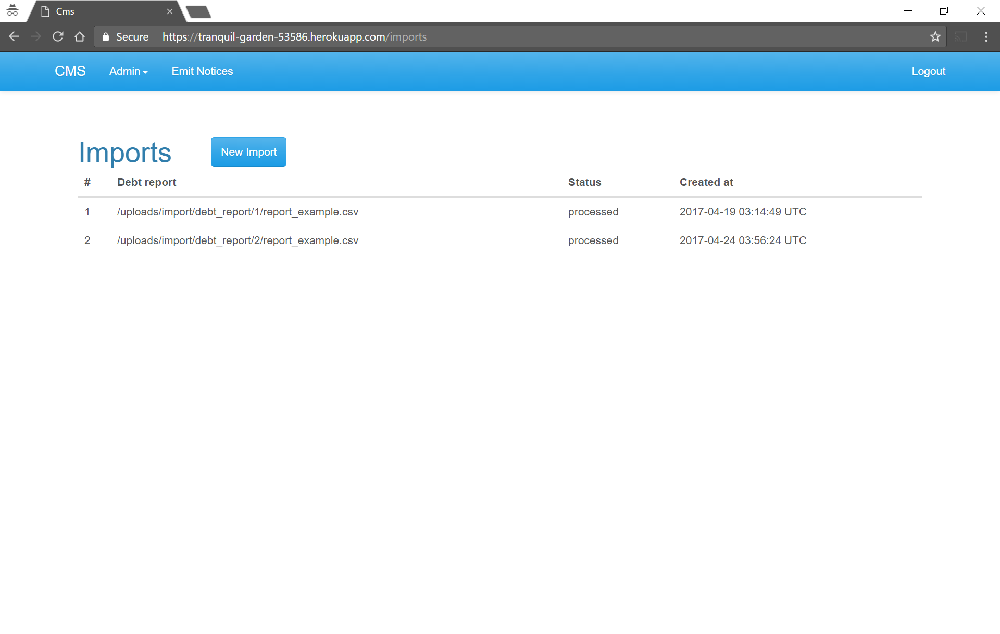 Cms
Secure https://tranquil-garden-53586.herokuapp.com/imports
CMS Admin Emit Notices Logout
Imports New Import
# Debt report Status Created at
1 /uploads/import/debt_report/1/report_example.csv processed 2017-04-19 03:14:49 UTC
2 /uploads/import/debt_report/2/report_example.csv processed 2017-04-24 03:56:24 UTC